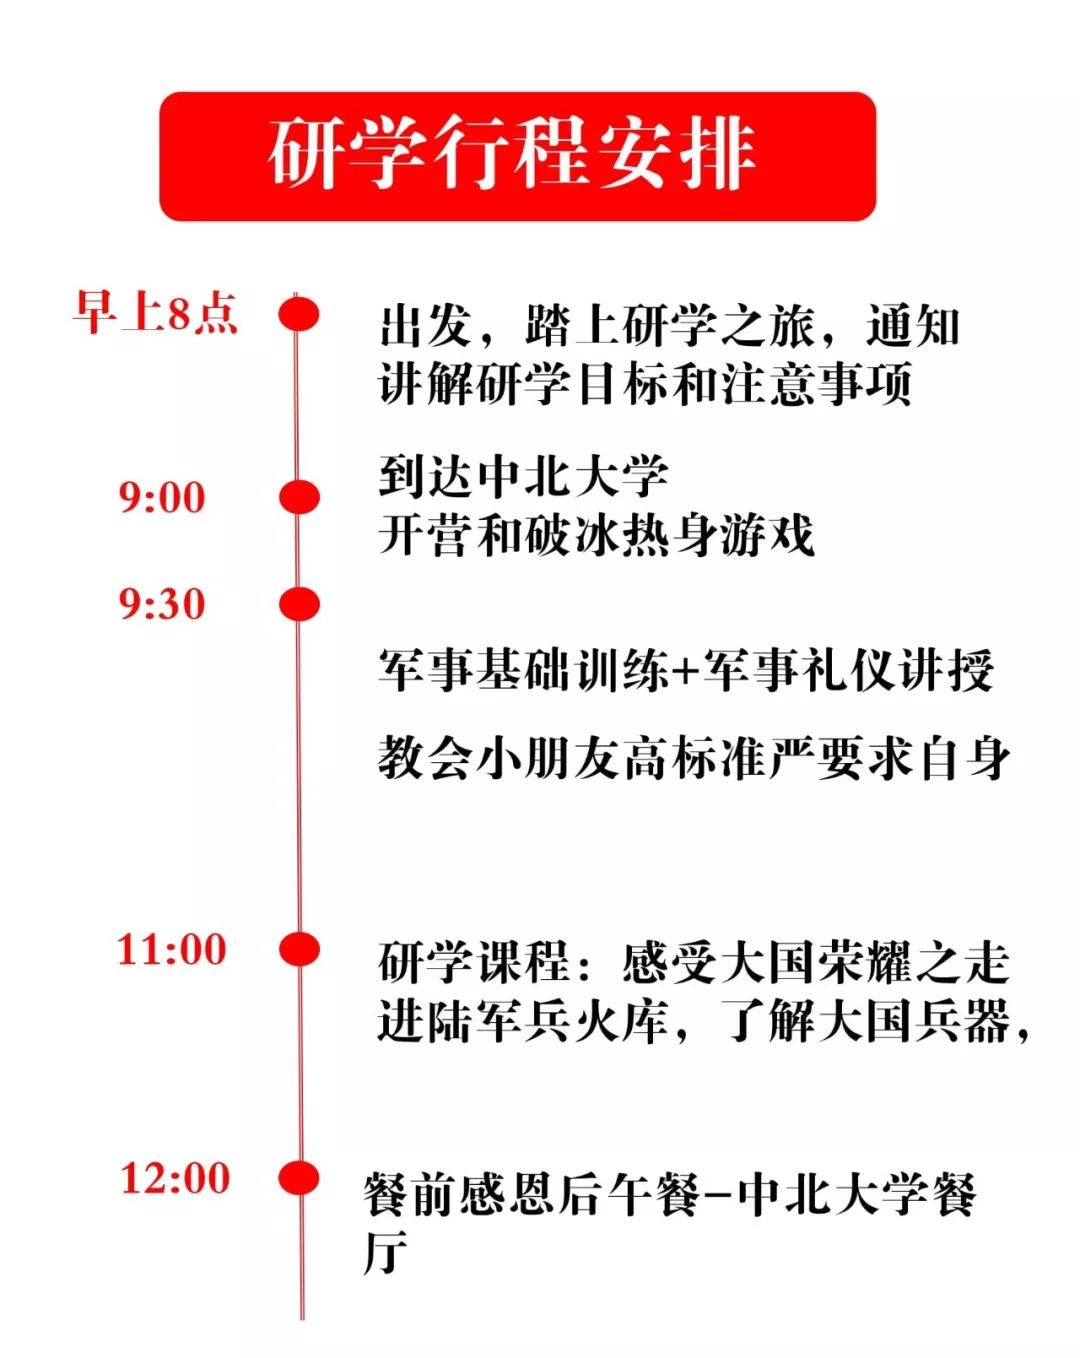 研学行程安排
早上8点
出发，踏上研学之旅，通知
讲解研学目标和注意事项
9:00
到达中北大学
开营和破冰热身游戏
9:30
军事基础训练+军事礼仪讲授
教会小朋友高标准严要求自身
11:00
研学课程：感受大国荣耀之走
进陆军兵火库，了解大国兵器，
12:00
餐前感恩后午餐-中北大学餐
厅